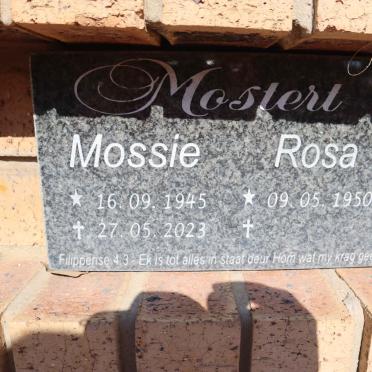 Mostert
Mossie Rosa
★ 16. 09. 1945 ★ 09. 05. 1950
✝ 27. 05. 2023 ✝
Filippense 4:3 - Ek is tot alles in staat deur Hom wat my krag